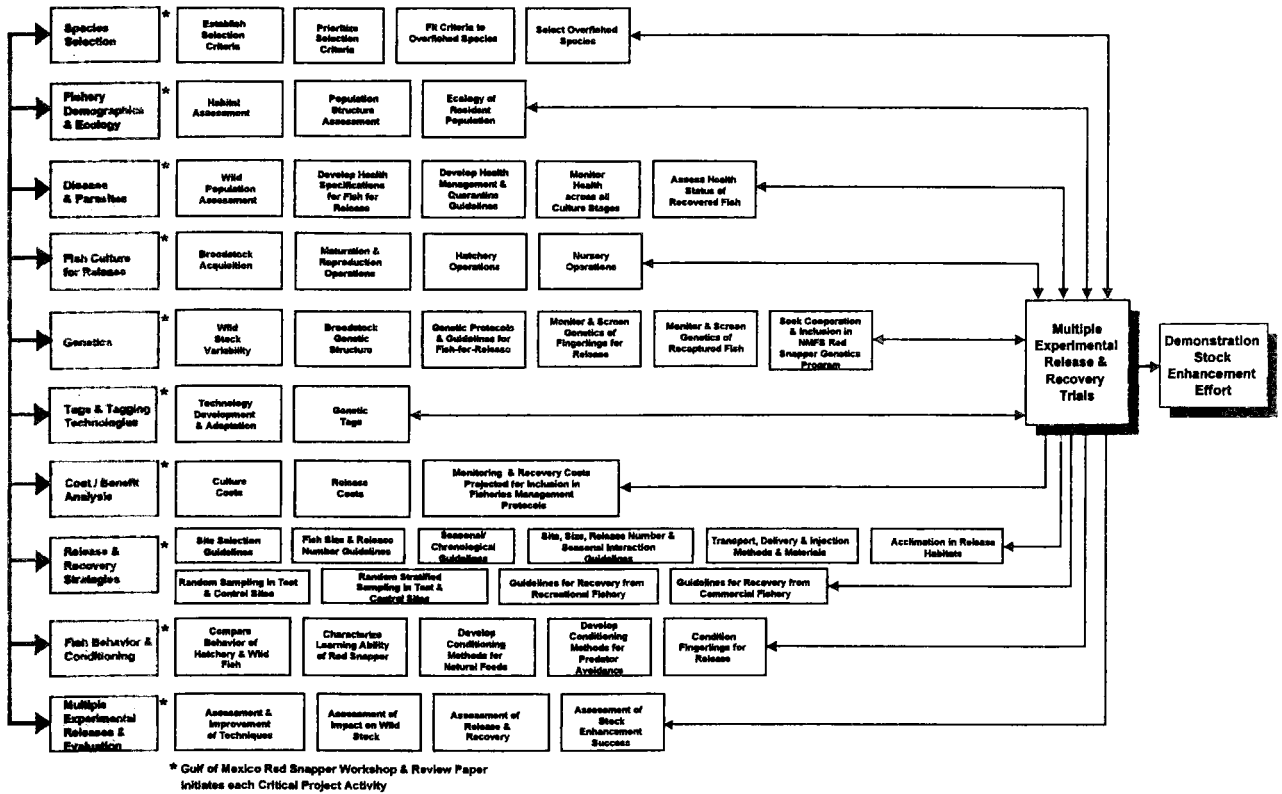 Species
Selection
*
Establish
Selection
Criteria
Prioritize
Selection
Criteria
Fit Criteria to
Overfished Species
Select Overfished
Species
Fishery
Demographics
& Ecology
*
Habitat
Assessment
Population
Structure
Assessment
Ecology of
Resident
Population
Disease
& Parasites
*
Wild
Population
Assessment
Develop Health
Specifications
for Fish for
Release
Develop Health
Management &
Quarantine
Guidelines
Monitor
Health
across all
Culture Stages
Assess Health
Status of
Recovered Fish
Fish Culture
for Release
*
Broodstock
Acquisition
Maturation &
Reproduction
Operations
Hatchery
Operations
Nursery
Operations
Genetics
*
Wild
Stock
Variability
Broodstock
Genetic
Structure
Genetic Protocols
& Guidelines for
Fish-for-Release
Monitor & Screen
Genetics of
Fingerlings for
Release
Monitor & Screen
Genetics of
Recaptured Fish
Seek Cooperation
& Inclusion in
NMFS Red
Snapper Genetics
Program
Multiple
Experimental
Release &
Recovery
Trials
Demonstration
Stock
Enhancement
Effort
Tags & Tagging
Technologies
*
Technology
Development
& Adaptation
Genetic
Tags
Cost / Benefit
Analysis
*
Culture
Costs
Release
Costs
Monitoring & Recovery Costs
Projected for Inclusion in
Fisheries Management
Protocols
Release &
Recovery
Strategies
*
Site Selection
Guidelines
Fish Size & Release
Number Guidelines
Seasonal/
Chronological
Guidelines
Site, Size, Release Number &
Seasonal Interaction
Guidelines
Transport, Delivery & Injection
Methods & Materials
Acclimation in Release
Habitats
Random Sampling in Test
& Control Sites
Random Stratified
Sampling in Test &
Control Sites
Guidelines for Recovery from
Recreational Fishery
Guidelines for Recovery from
Commercial Fishery
Fish Behavior &
Conditioning
*
Compare
Behavior of
Hatchery & Wild
Fish
Characterize
Learning Ability
of Red Snapper
Develop
Conditioning
Methods for
Natural Feeds
Develop
Conditioning
Methods for
Predator
Avoidance
Condition
Fingerlings for
Release
Multiple
Experimental
Releases &
Evaluation
*
Assessment &
Improvement
of Techniques
Assessment of
Impact on Wild
Stock
Assessment of
Release &
Recovery
Assessment of
Stock
Enhancement
Success
* Gulf of Mexico Red Snapper Workshop & Review Paper
initiates each Critical Project Activity